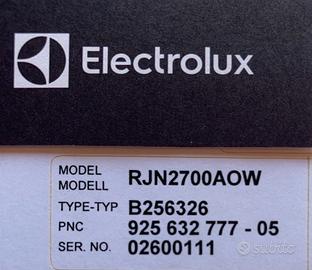 Electrolux
MODEL
MODELL RJN2700AOW
TYPE-TYP B256326
PNC 925 632 777 - 05
SER. NO. 02600111
subito